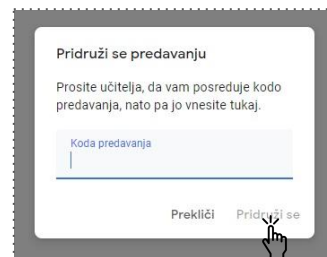 Pridruži se predavanju
Prosite učitelja, da vam posreduje kodo
predavanja, nato pa jo vnesite tukaj.
Koda predavanja
Prekliči Pridruži se